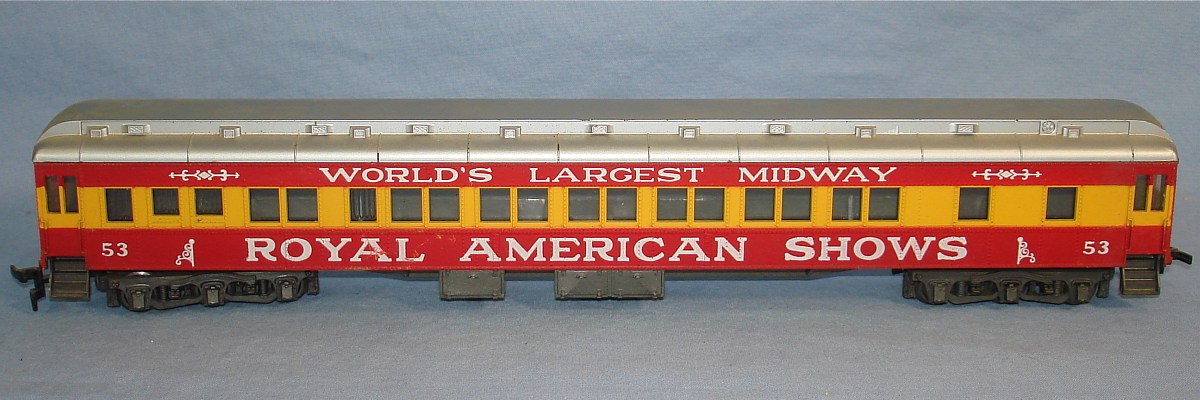 WORLD'S LARGEST MIDWAY
53 ROYAL AMERICAN SHOWS 53